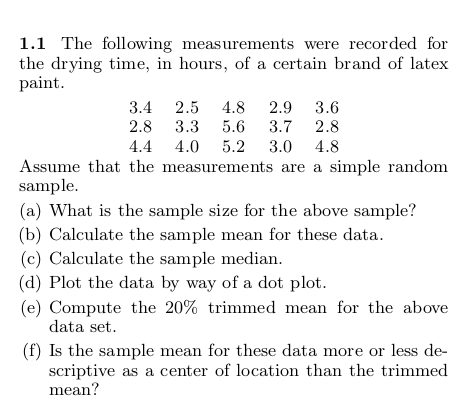 1.1 The following measurements were recorded for
the drying time, in hours, of a certain brand of latex
paint.
3.4 2.5 4.8 2.9 3.6
2.8 3.3 5.6 3.7 2.8
4.4 4.0 5.2 3.0 4.8
Assume that the measurements are a simple random
sample.
(a) What is the sample size for the above sample?
(b) Calculate the sample mean for these data.
(c) Calculate the sample median.
(d) Plot the data by way of a dot plot.
(e) Compute the 20% trimmed mean for the above
data set.
(f) Is the sample mean for these data more or less de-
scriptive as a center of location than the trimmed
mean?